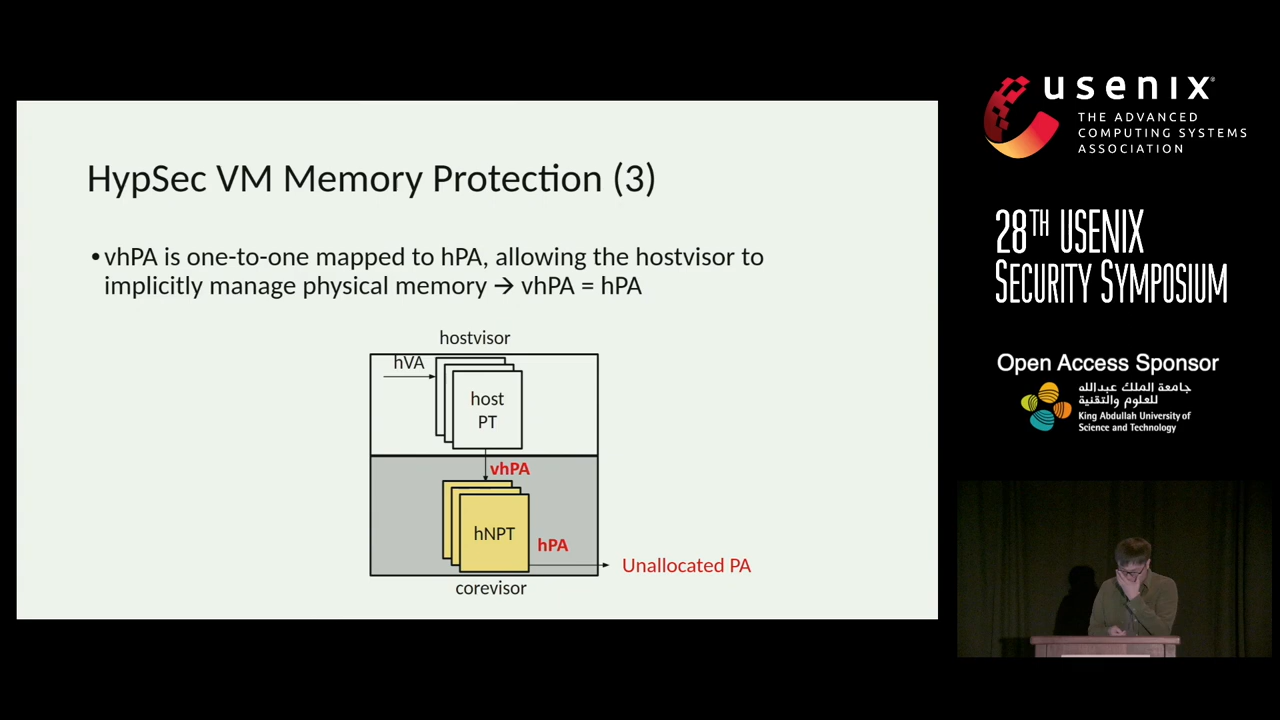 HypSec VM Memory Protection (3)
•vhPA is one-to-one mapped to hPA, allowing the hostvisor to
implicitly manage physical memory → vhPA = hPA
hostvisor
hVA
host
PT
vhPA
hNPT
hPA
Unallocated PA
corevisor
usenix
THE ADVANCED
COMPUTING SYSTEMS
ASSOCIATION
28TH USENIX
SECURITY SYMPOSIUM
Open Access Sponsor
جامعة الملك عبدالله
للعلوم والتقنية
King Abdullah University of
Science and Technology